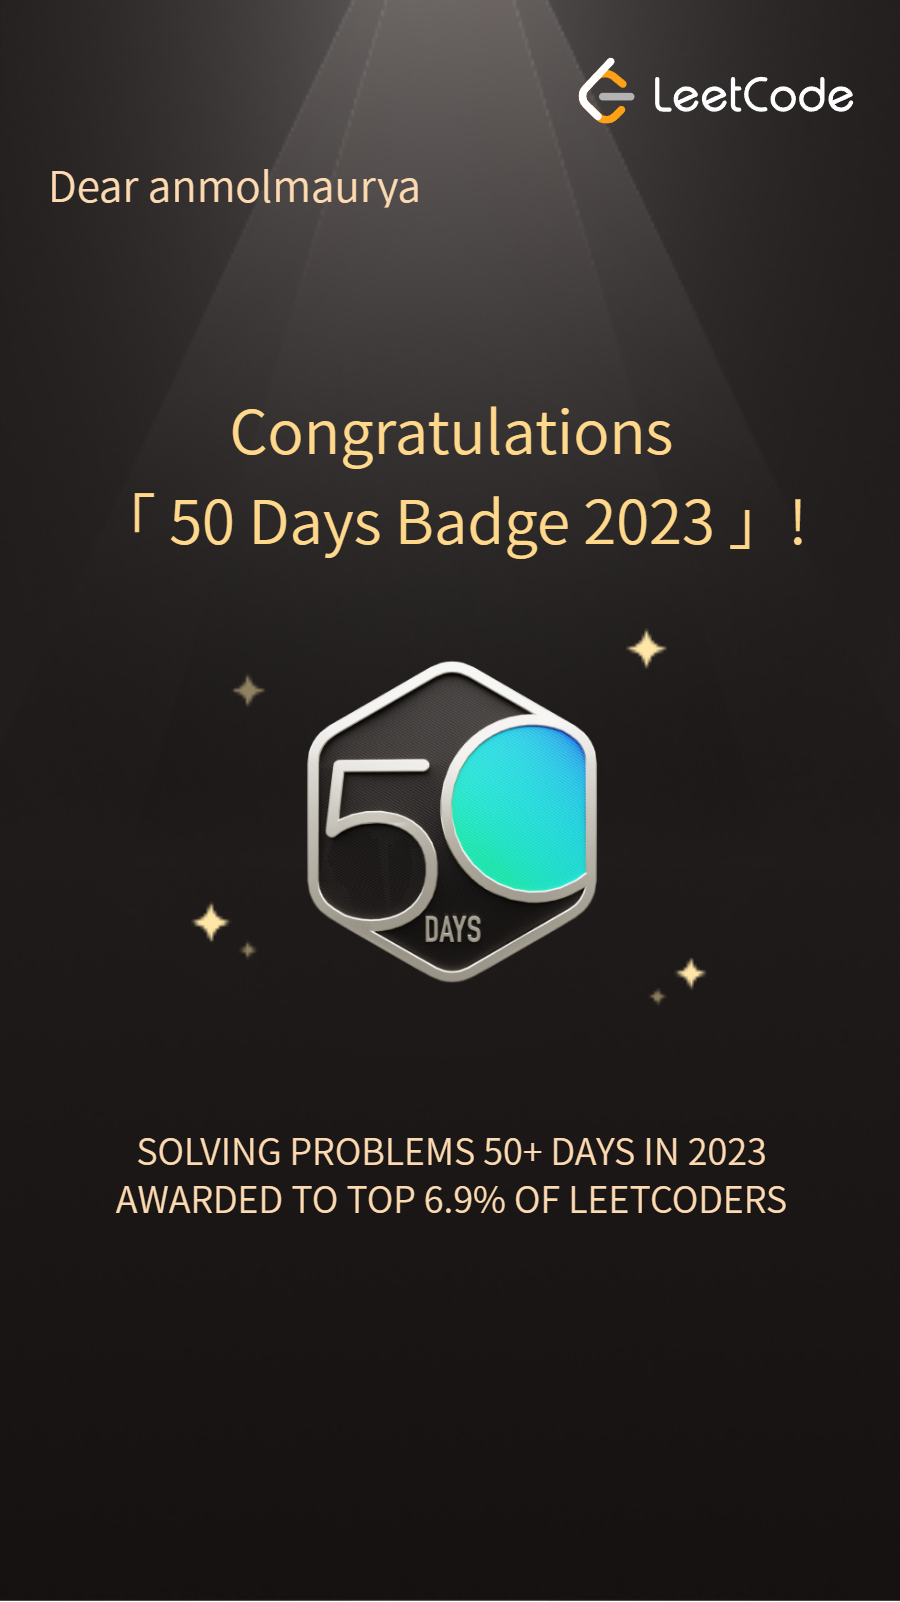 LeetCode
Dear anmolmaurya
Congratulations
「 50 Days Badge 2023 」 !
50
DAYS
SOLVING PROBLEMS 50+ DAYS IN 2023
AWARDED TO TOP 6.9% OF LEETCODERS